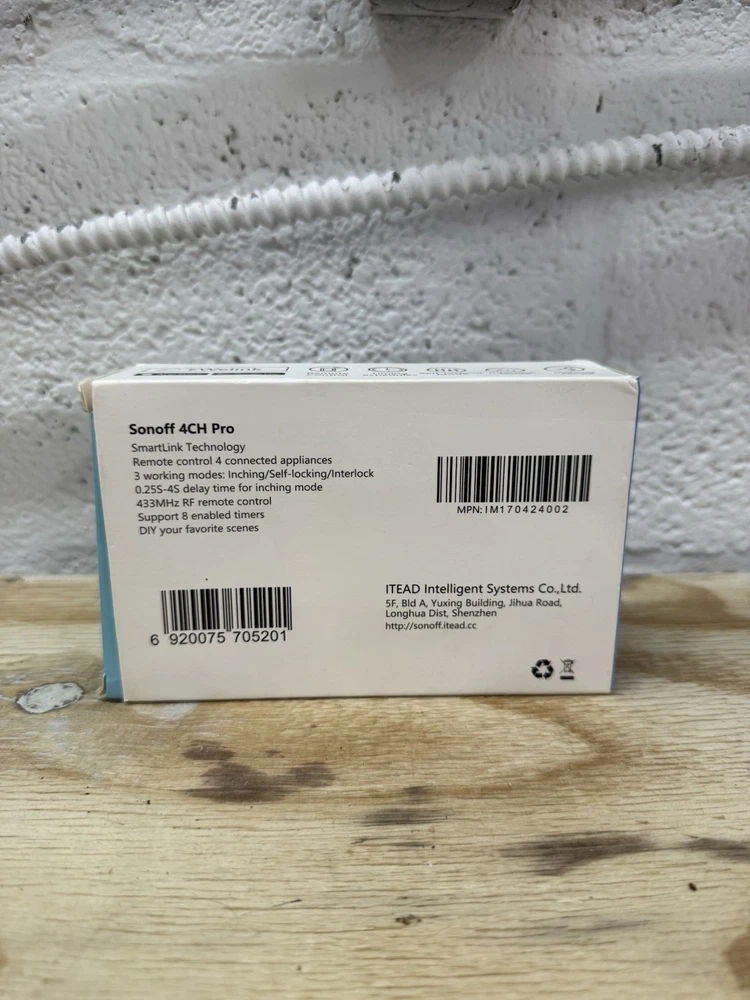 eWeLink
Sonoff 4CH Pro
SmartLink Technology
Remote control 4 connected appliances
3 working modes: Inching/Self-locking/Interlock
0.25S-4S delay time for inching mode
433MHz RF remote control
Support 8 enabled timers
DIY your favorite scenes
MPN: IM170424002
6 920075 705201
ITEAD Intelligent Systems Co.,Ltd.
5F, Bld A, Yuxing Building, Jihua Road,
Longhua Dist, Shenzhen
http://sonoff.itead.cc